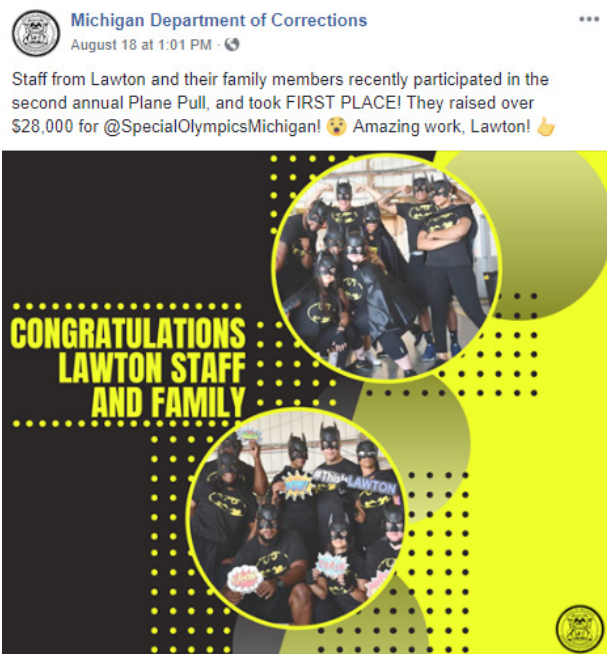 Michigan Department of Corrections
August 18 at 1:01 PM ·
Staff from Lawton and their family members recently participated in the
second annual Plane Pull, and took FIRST PLACE! They raised over
$28,000 for @SpecialOlympicsMichigan! 😯 Amazing work, Lawton! 👍
CONGRATULATIONS
LAWTON STAFF
AND FAMILY
#ThisIsLAWTON